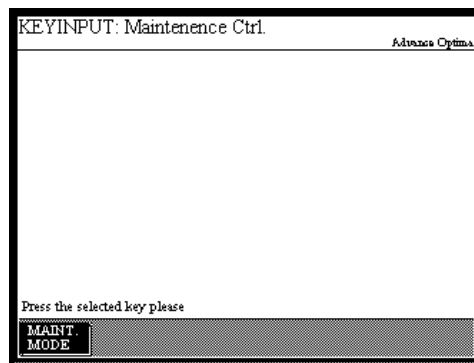 KEYINPUT: Maintenence Ctrl.
Advance Optima
Press the selected key please
MAINT.
MODE